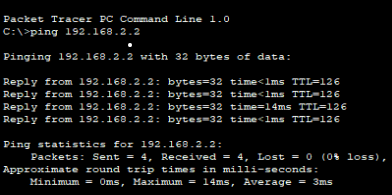 Packet Tracer PC Command Line 1.0
C:\>ping 192.168.2.2
Pinging 192.168.2.2 with 32 bytes of data:
Reply from 192.168.2.2: bytes=32 time<1ms TTL=126
Reply from 192.168.2.2: bytes=32 time<1ms TTL=126
Reply from 192.168.2.2: bytes=32 time=14ms TTL=126
Reply from 192.168.2.2: bytes=32 time<1ms TTL=126
Ping statistics for 192.168.2.2:
Packets: Sent = 4, Received = 4, Lost = 0 (0% loss),
Approximate round trip times in milli-seconds:
Minimum = 0ms, Maximum = 14ms, Average = 3ms